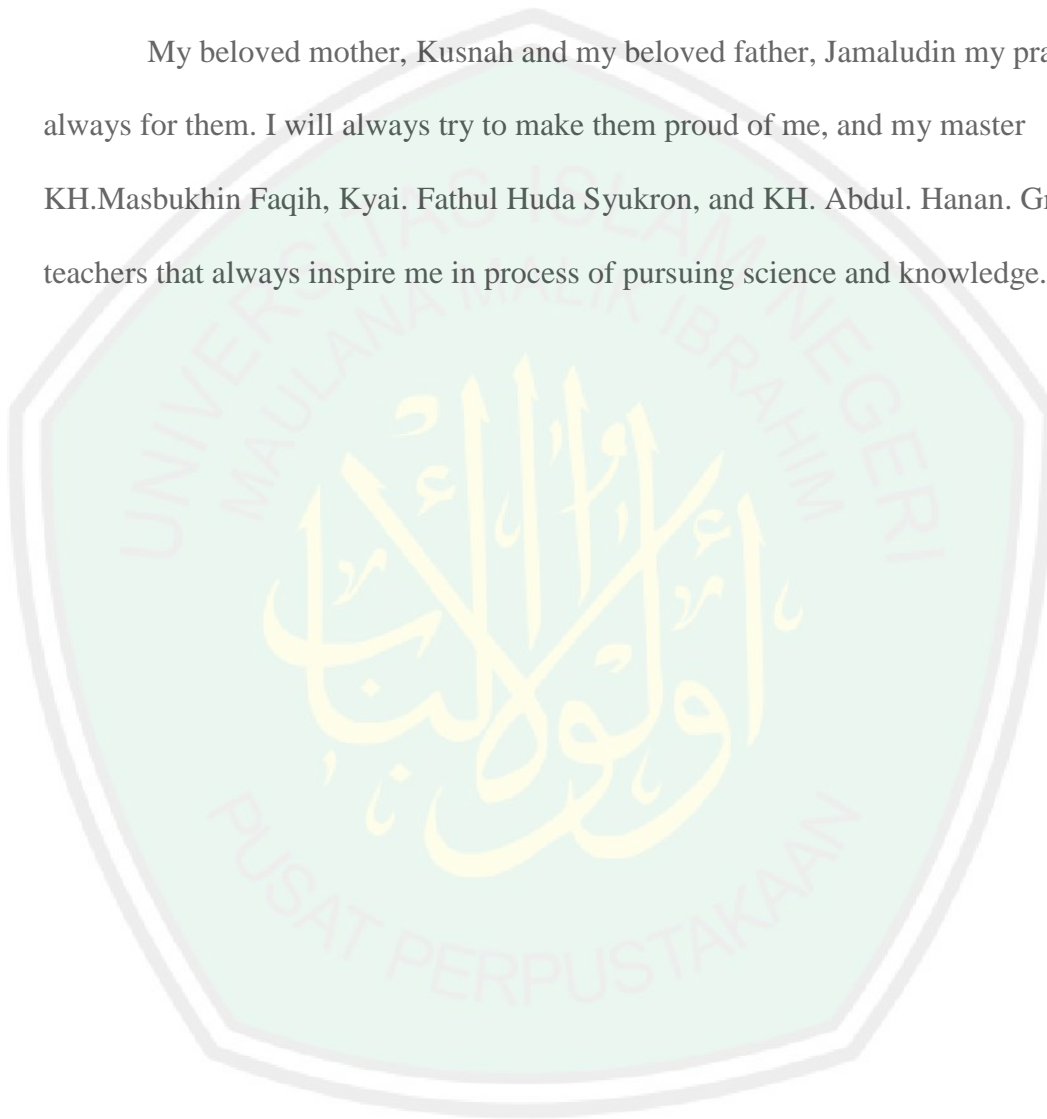 My beloved mother, Kusnah and my beloved father, Jamaludin my
always for them. I will always try to make them proud of me, and my master
KH.Masbukhin Faqih, Kyai. Fathul Huda Syukron, and KH. Abdul. Hanan.
teachers that always inspire me in process of pursuing science and knowledge.
UNIVERSITAS ISLAM NEGERI
MAULANA MALIK IBRAHIM
أولوا الألباب
PUSAT PERPUSTAKAAN